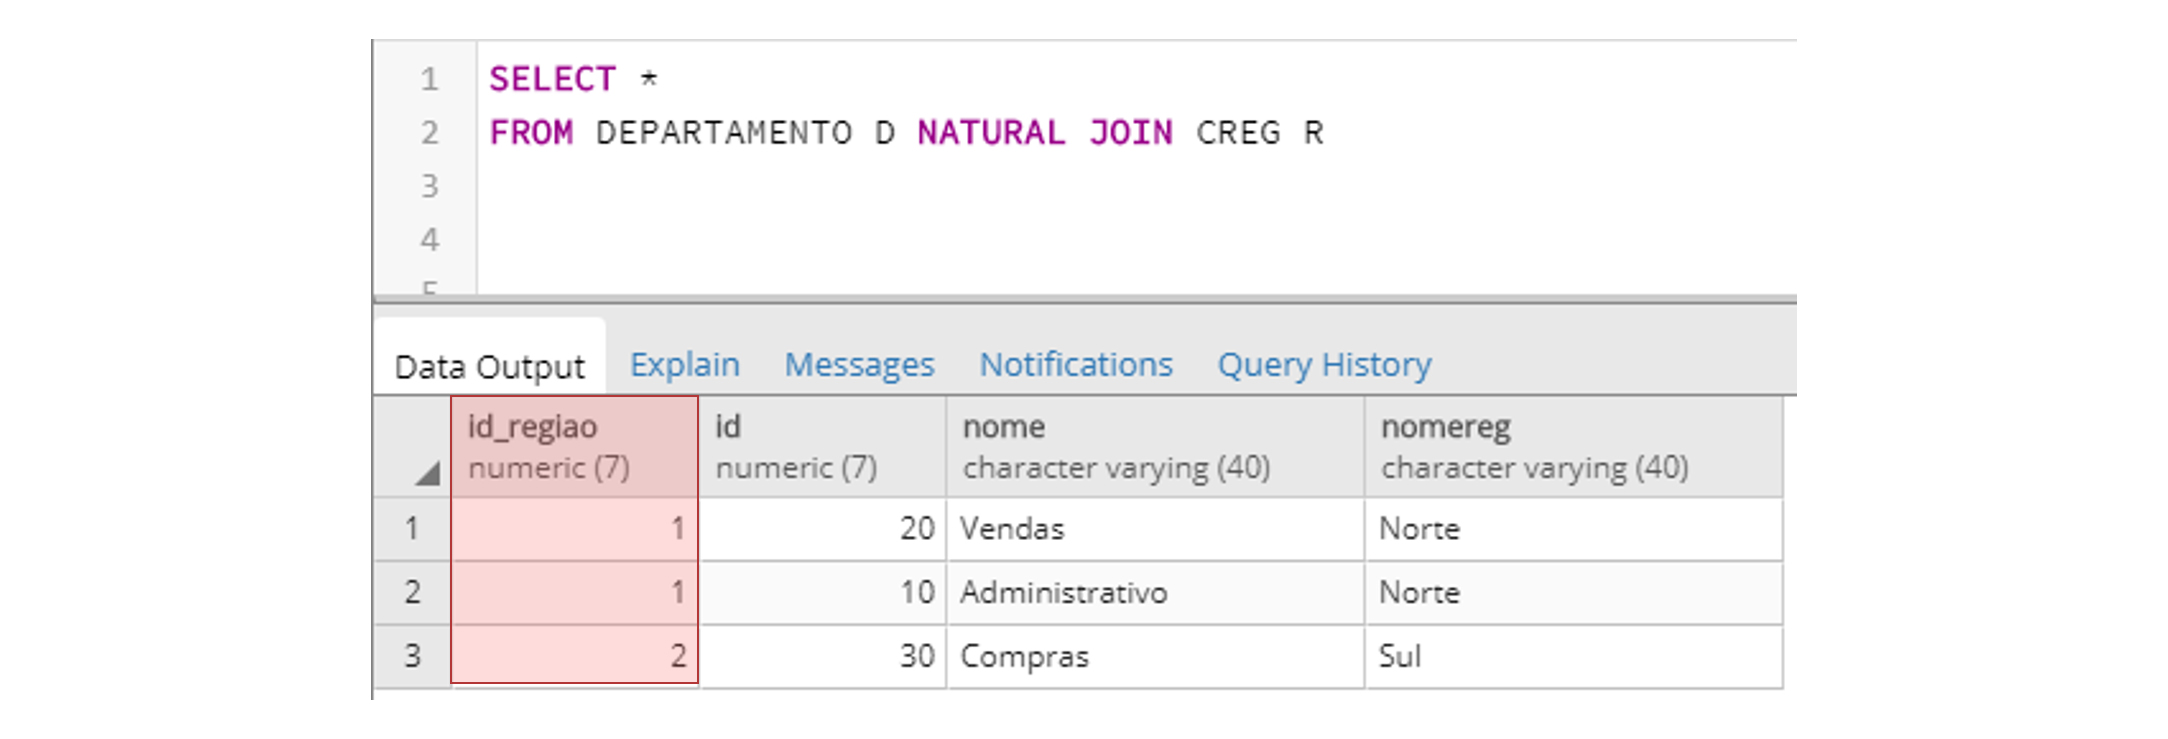 1 SELECT *
2 FROM DEPARTAMENTO D NATURAL JOIN CREG R
3
4
5
Data Output Explain Messages Notifications Query History
id_regiao id nome nomereg
numeric (7) numeric (7) character varying (40) character varying (40)
1 1 20 Vendas Norte
2 1 10 Administrativo Norte
3 2 30 Compras Sul